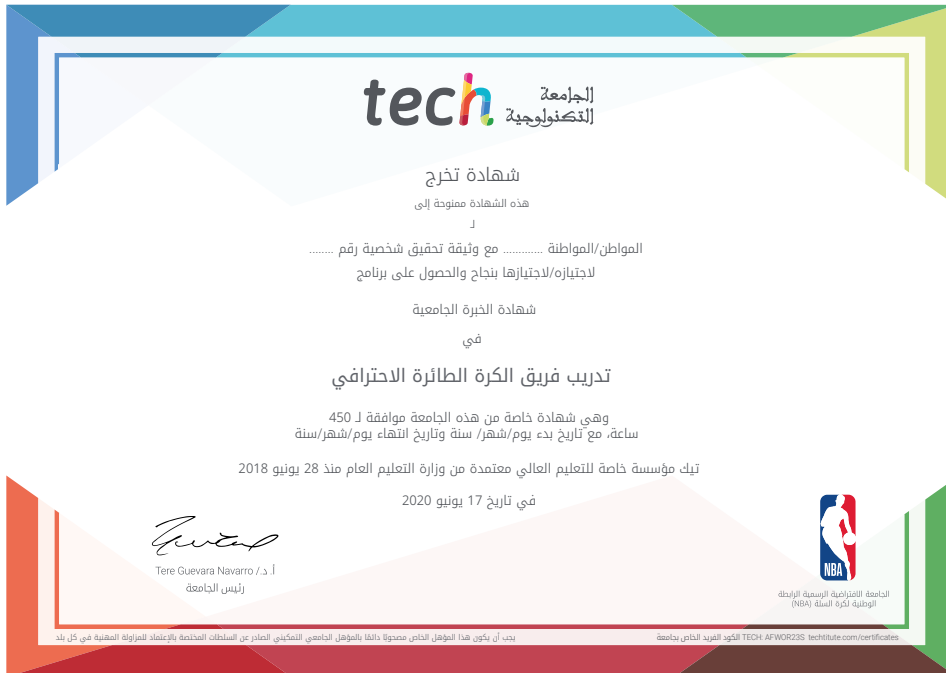 tech الجامعة
التكنولوجية
شهادة تخرج
هذه الشهادة ممنوحة إلى
لـ
المواطن/المواطنة ............ مع وثيقة تحقيق شخصية رقم ........
لاجتيازه/لاجتيازها بنجاح والحصول على برنامج
شهادة الخبرة الجامعية
في
تدريب فريق الكرة الطائرة الاحترافي
وهي شهادة خاصة من هذه الجامعة موافقة لـ 450
ساعة، مع تاريخ بدء يوم/شهر/ سنة وتاريخ انتهاء يوم/شهر/سنة
تيك مؤسسة خاصة للتعليم العالي معتمدة من وزارة التعليم العام منذ 28 يونيو 2018
في تاريخ 17 يونيو 2020
أ. د./ Tere Guevara Navarro
رئيس الجامعة
NBA
الجامعة الافتراضية الرسمية الرابطة
الوطنية لكرة السلة (NBA)
يجب أن يكون هذا المؤهل الخاص مصحوبًا دائمًا بالمؤهل الجامعي التمكيني الصادر عن السلطات المختصة بالإعتماد للمزاولة المهنية في كل بلد
الكود الفريد الخاص بجامعة TECH: AFWOR23S techtitute.com/certificates